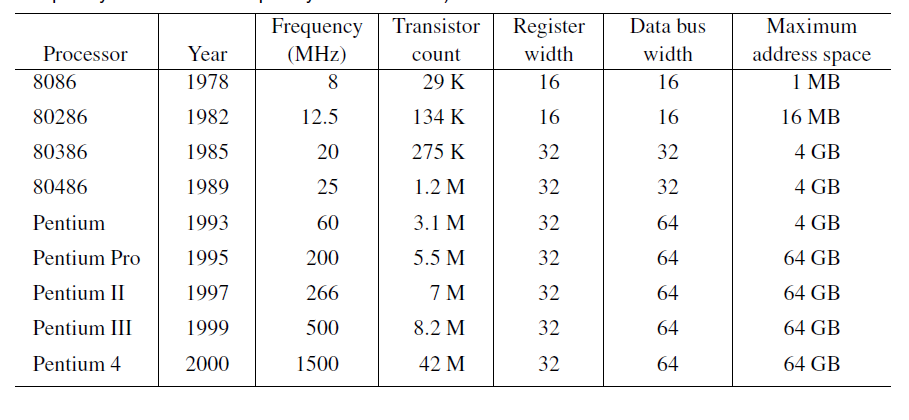 Frequency Transistor Register Data bus Maximum
Processor Year (MHz) count width width address space
8086 1978 8 29 K 16 16 1 MB
80286 1982 12.5 134 K 16 16 16 MB
80386 1985 20 275 K 32 32 4 GB
80486 1989 25 1.2 M 32 32 4 GB
Pentium 1993 60 3.1 M 32 64 4 GB
Pentium Pro 1995 200 5.5 M 32 64 64 GB
Pentium II 1997 266 7 M 32 64 64 GB
Pentium III 1999 500 8.2 M 32 64 64 GB
Pentium 4 2000 1500 42 M 32 64 64 GB